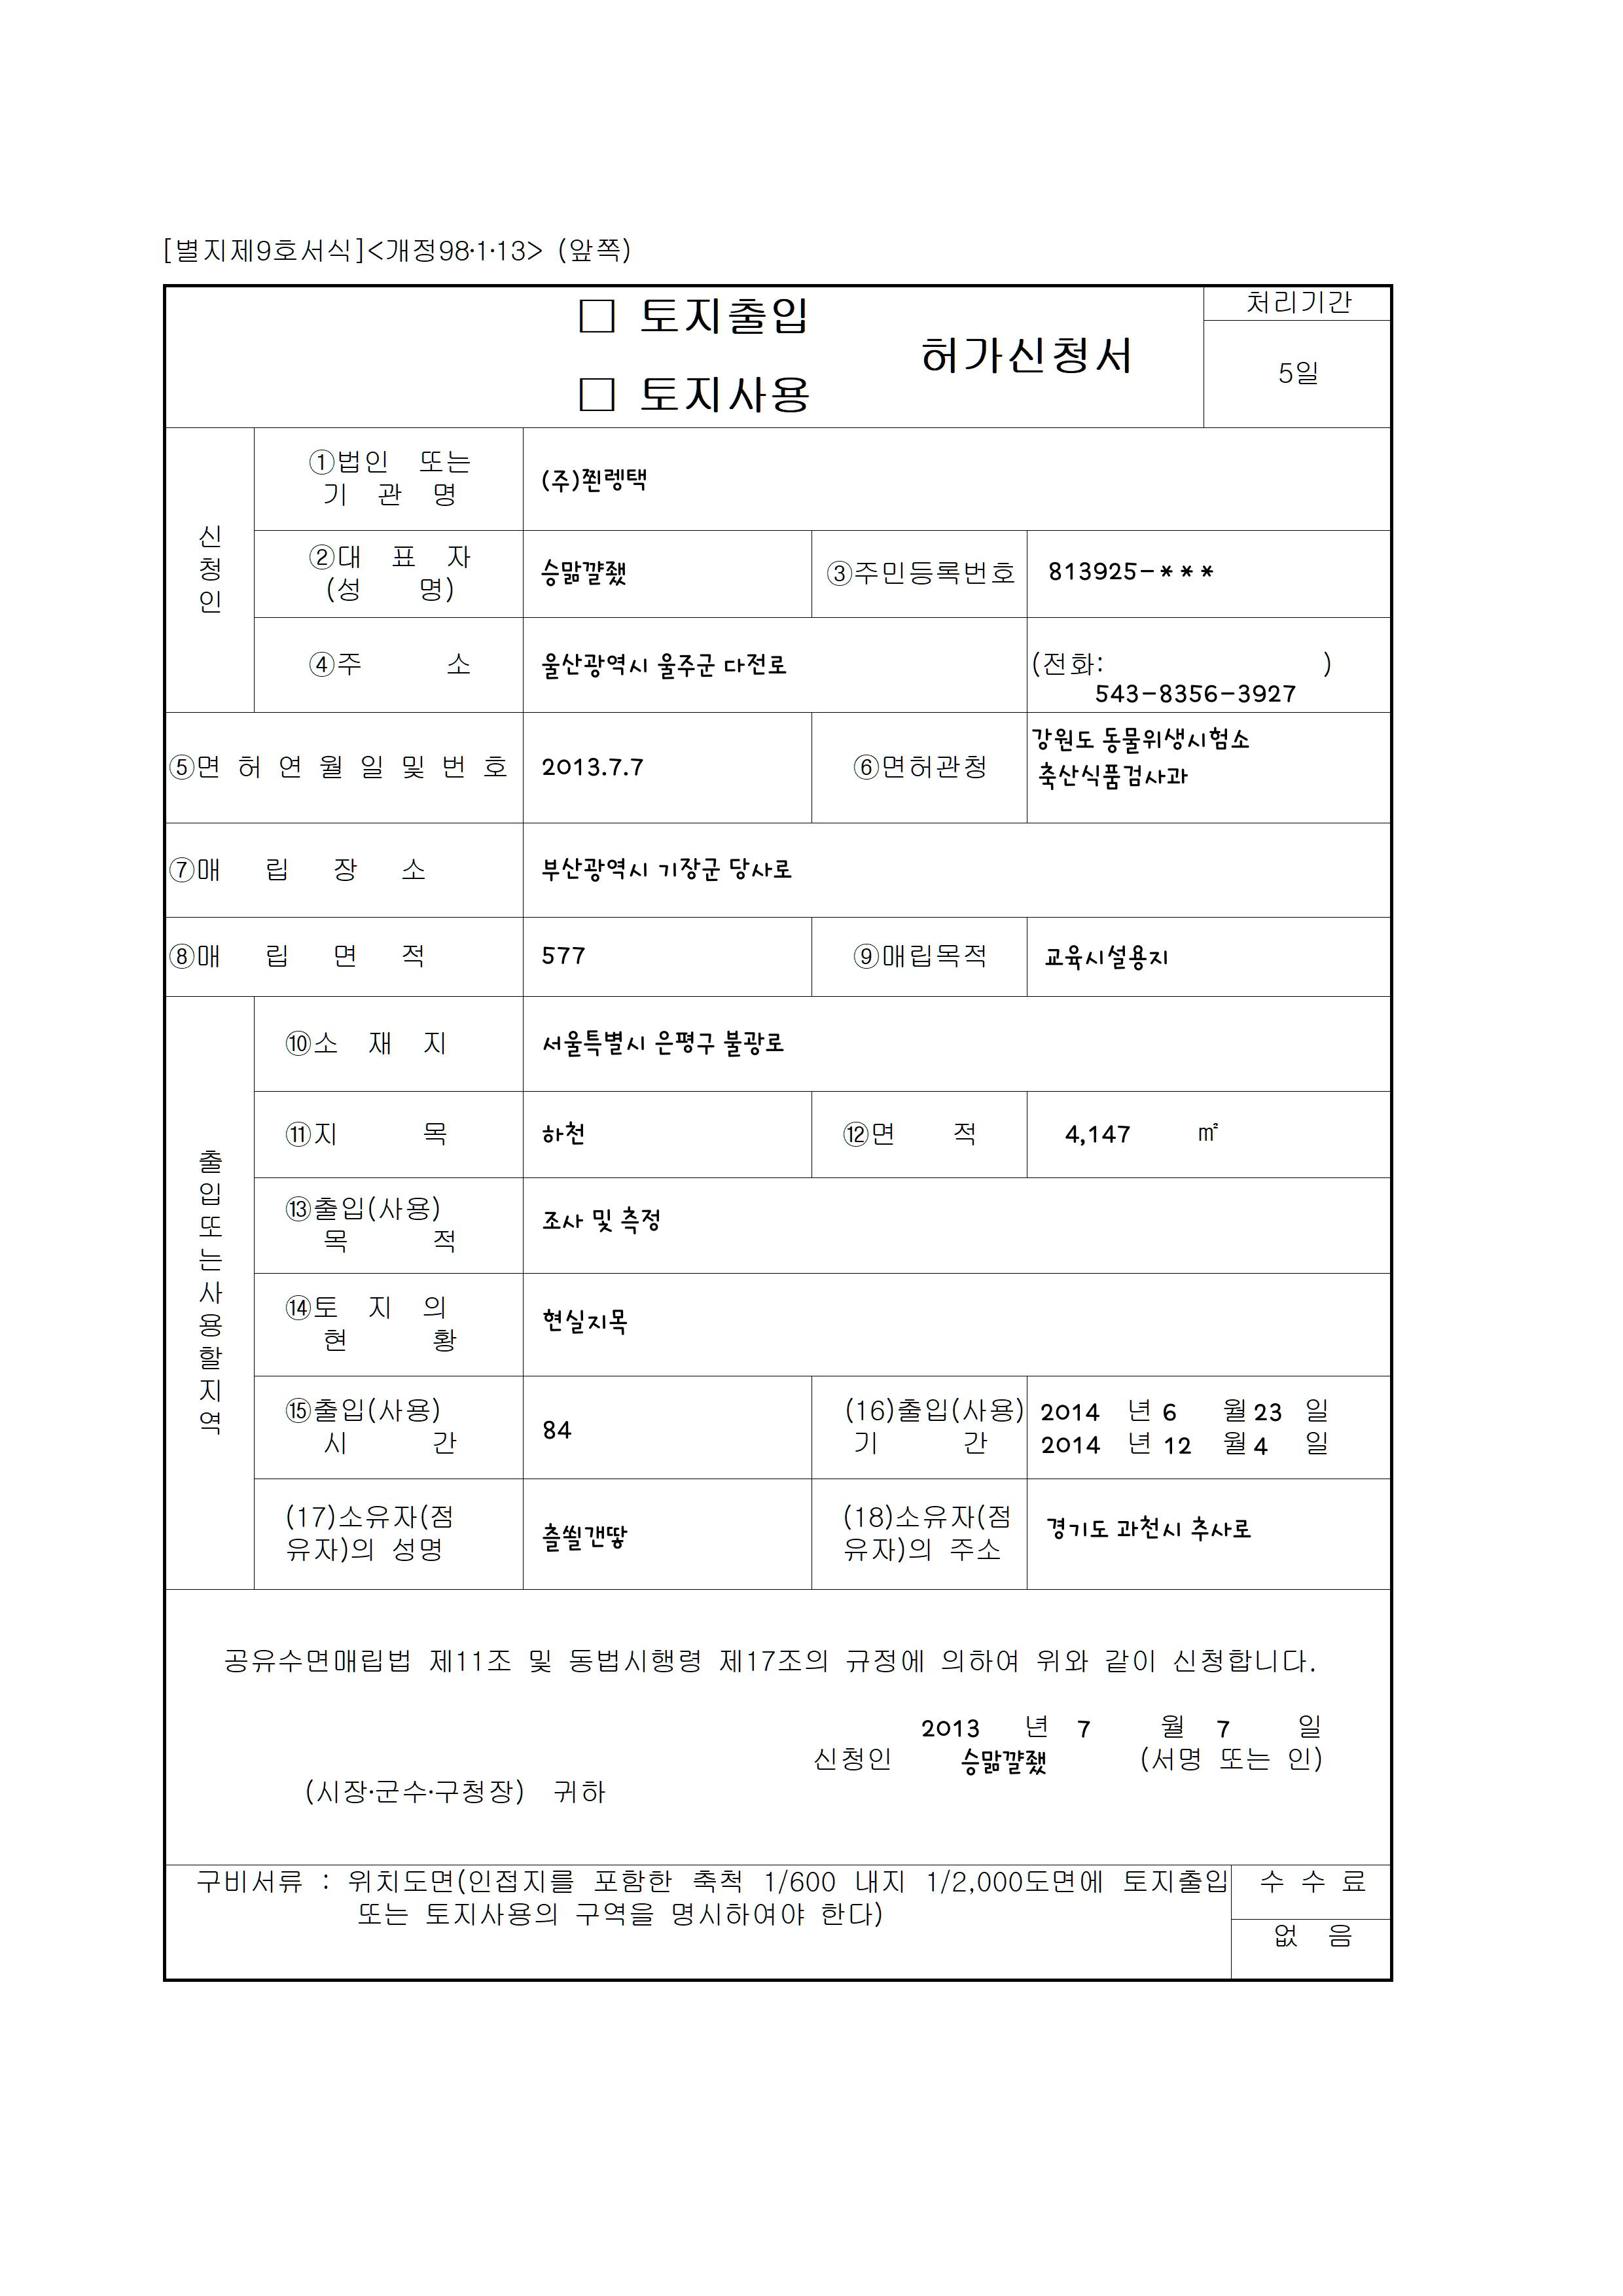 [별지제9호서식]<개정98·1·13> (앞쪽)
□ 토지출입
□ 토지사용
허가신청서
처리기간
5일
신청인
①법인 또는
기 관 명
(주)쬔렝택
②대 표 자
(성 명)
승맒꺌좼
③주민등록번호
813925-***
④주 소
울산광역시 울주군 다전로
(전화: )
543-8356-3927
⑤면 허 연 월 일 및 번 호
2013.7.7
⑥면허관청
강원도 동물위생시험소
축산식품검사과
⑦매 립 장 소
부산광역시 기장군 당사로
⑧매 립 면 적
577
⑨매립목적
교육시설용지
출입또는사용할지역
⑩소 재 지
서울특별시 은평구 불광로
⑪지 목
하천
⑫면 적
4,147 ㎡
⑬출입(사용)
목 적
조사 및 측정
⑭토 지 의
현 황
현실지목
⑮출입(사용)
시 간
84
(16)출입(사용)
기 간
2014 년 6 월 23 일
2014 년 12 월 4 일
(17)소유자(점
유자)의 성명
츨쐴갠땋
(18)소유자(점
유자)의 주소
경기도 과천시 추사로
공유수면매립법 제11조 및 동법시행령 제17조의 규정에 의하여 위와 같이 신청합니다.
2013 년 7 월 7 일
신청인 승맒꺌좼 (서명 또는 인)
(시장·군수·구청장) 귀하
구비서류 : 위치도면(인접지를 포함한 축척 1/600 내지 1/2,000도면에 토지출입
또는 토지사용의 구역을 명시하여야 한다)
수 수 료
없 음